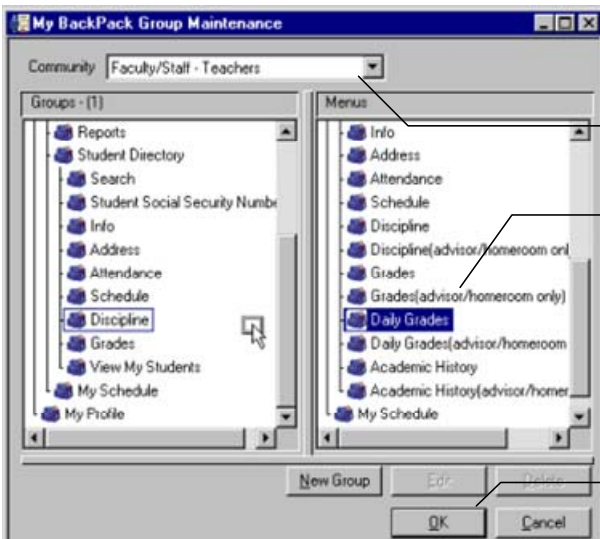 My BackPack Group Maintenance
Community Faculty/Staff - Teachers
Groups - (1)
Reports
Student Directory
Search
Student Social Security Numbe
Info
Address
Attendance
Schedule
Discipline
Grades
View My Students
My Schedule
My Profile
Menus
Info
Address
Attendance
Schedule
Discipline
Discipline(advisor/homeroom onl
Grades
Grades(advisor/homeroom only)
Daily Grades
Daily Grades(advisor/homeroom
Academic History
Academic History(advisor/homer
My Schedule
New Group Edit Delete
OK Cancel